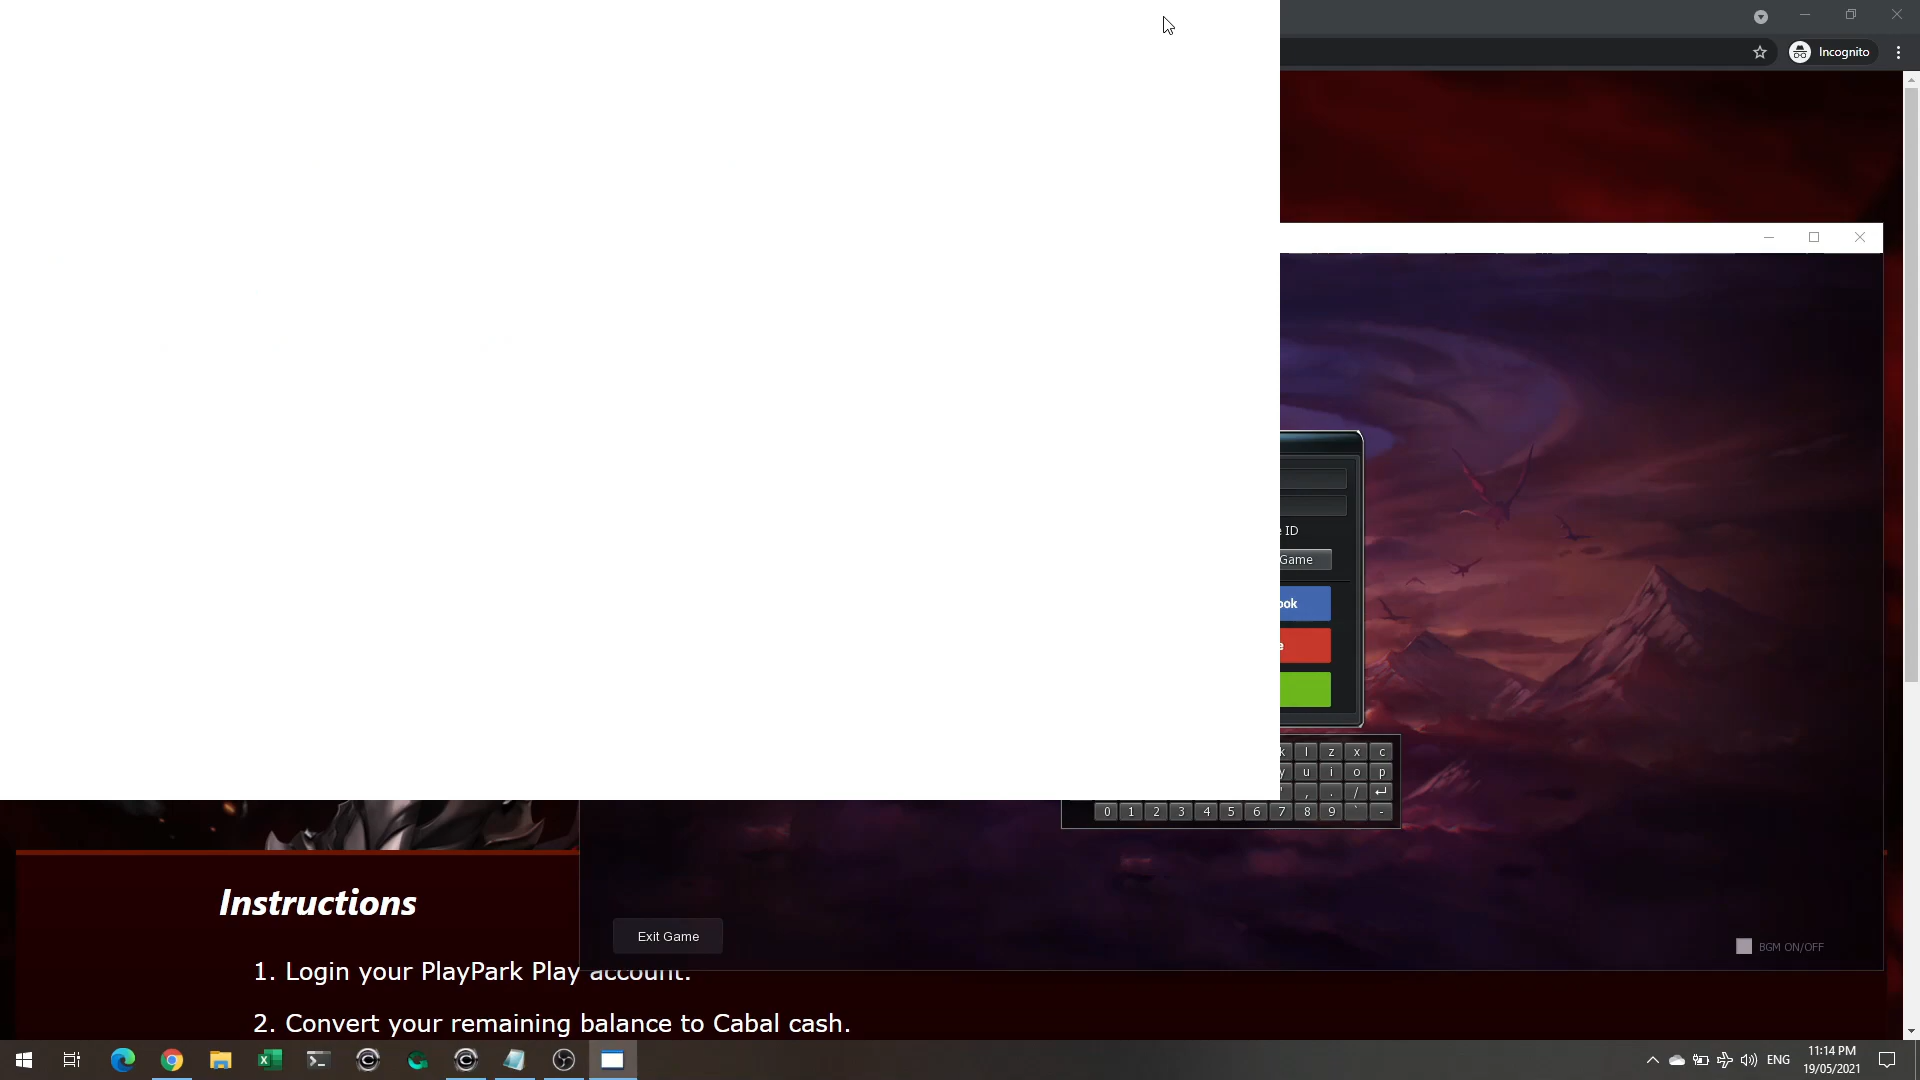 Incognito
ID
Game
ook
e
k l z x c
y u i o p
' , . / ↵
0 1 2 3 4 5 6 7 8 9 ` -
Exit Game
BGM ON/OFF
Instructions
1. Login your PlayPark Play account.
2. Convert your remaining balance to Cabal cash.
ENG
11:14 PM
19/05/2021